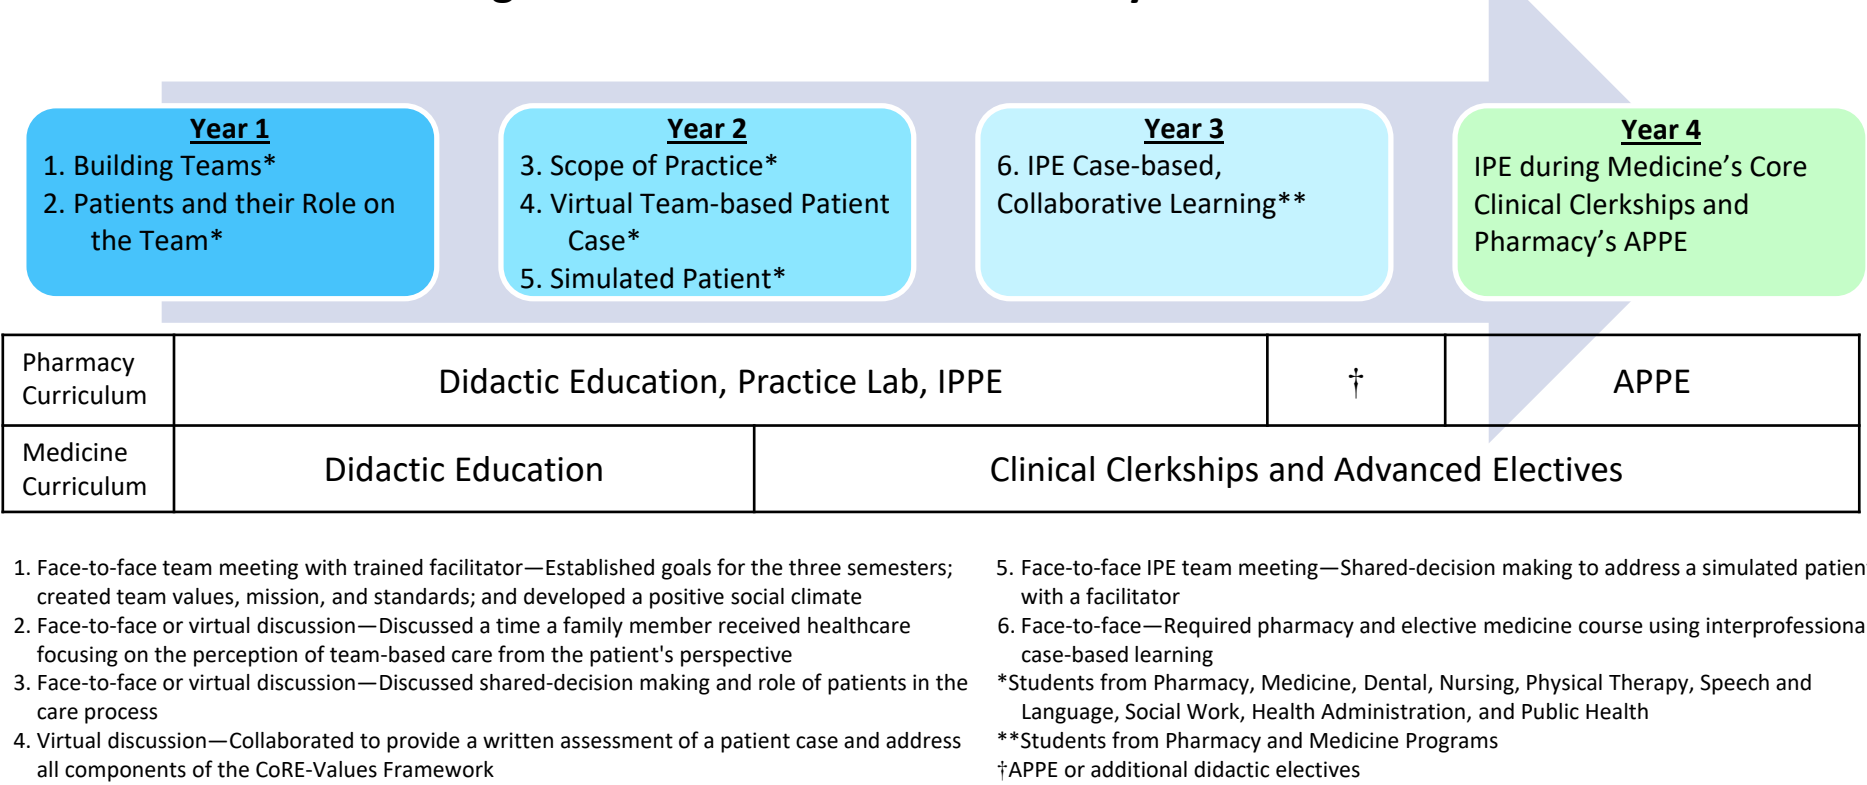 Year 1
1. Building Teams*
2. Patients and their Role on
the Team*
Year 2
3. Scope of Practice*
4. Virtual Team-based Patient
Case*
5. Simulated Patient*
Year 3
6. IPE Case-based,
Collaborative Learning**
Year 4
IPE during Medicine’s Core
Clinical Clerkships and
Pharmacy’s APPE
Pharmacy
Curriculum
Didactic Education, Practice Lab, IPPE
†
APPE
Medicine
Curriculum
Didactic Education
Clinical Clerkships and Advanced Electives
1. Face-to-face team meeting with trained facilitator—Established goals for the three semesters;
created team values, mission, and standards; and developed a positive social climate
2. Face-to-face or virtual discussion—Discussed a time a family member received healthcare
focusing on the perception of team-based care from the patient's perspective
3. Face-to-face or virtual discussion—Discussed shared-decision making and role of patients in the
care process
4. Virtual discussion—Collaborated to provide a written assessment of a patient case and address
all components of the CoRE-Values Framework
5. Face-to-face IPE team meeting—Shared-decision making to address a simulated patien
with a facilitator
6. Face-to-face—Required pharmacy and elective medicine course using interprofessiona
case-based learning
*Students from Pharmacy, Medicine, Dental, Nursing, Physical Therapy, Speech and
Language, Social Work, Health Administration, and Public Health
**Students from Pharmacy and Medicine Programs
†APPE or additional didactic electives